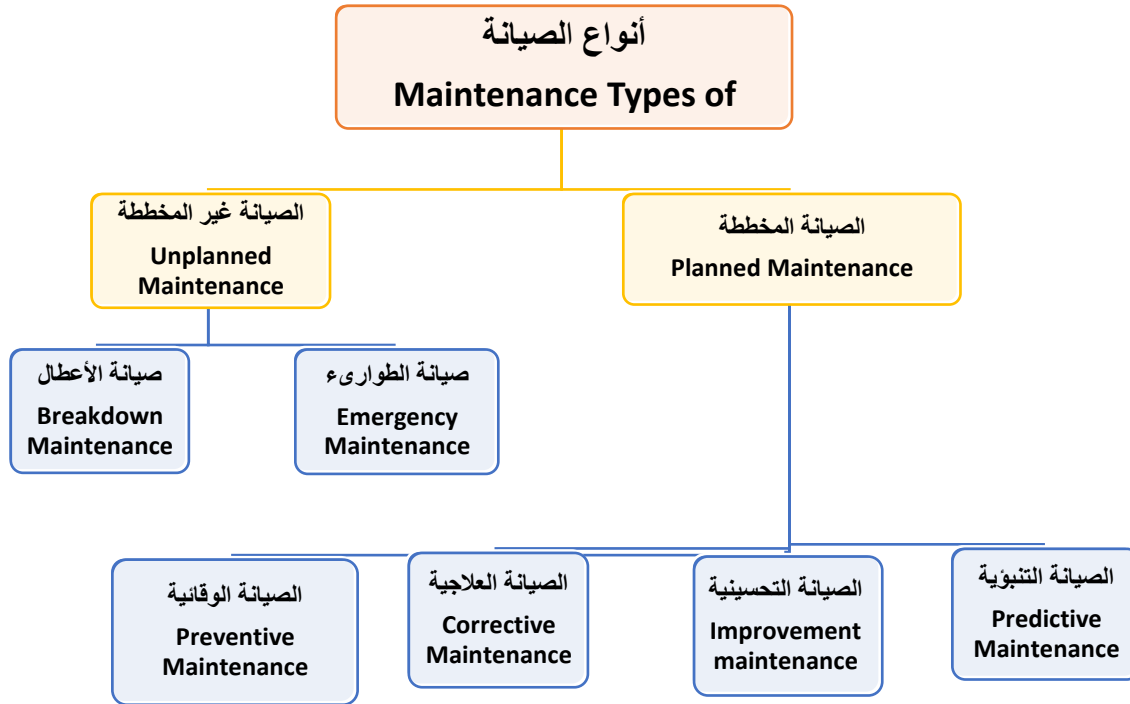 أنواع الصيانة
Maintenance Types of
الصيانة غير المخططة
Unplanned
Maintenance
الصيانة المخططة
Planned Maintenance
صيانة الأعطال
Breakdown
Maintenance
صيانة الطوارىء
Emergency
Maintenance
الصيانة الوقائية
Preventive
Maintenance
الصيانة العلاجية
Corrective
Maintenance
الصيانة التحسينية
Improvement
maintenance
الصيانة التنبؤية
Predictive
Maintenance